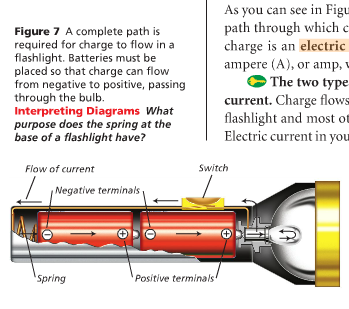 Figure 7 A complete path is
required for charge to flow in a
flashlight. Batteries must be
placed so that charge can flow
from negative to positive, passing
through the bulb.
Interpreting Diagrams What
purpose does the spring at the
base of a flashlight have?
As you can see in Figu
path through which c
charge is an electric
ampere (A), or amp, w
The two type
current. Charge flows
flashlight and most ot
Electric current in you
Flow of current
Switch
Negative terminals
− + − +
Spring
Positive terminals